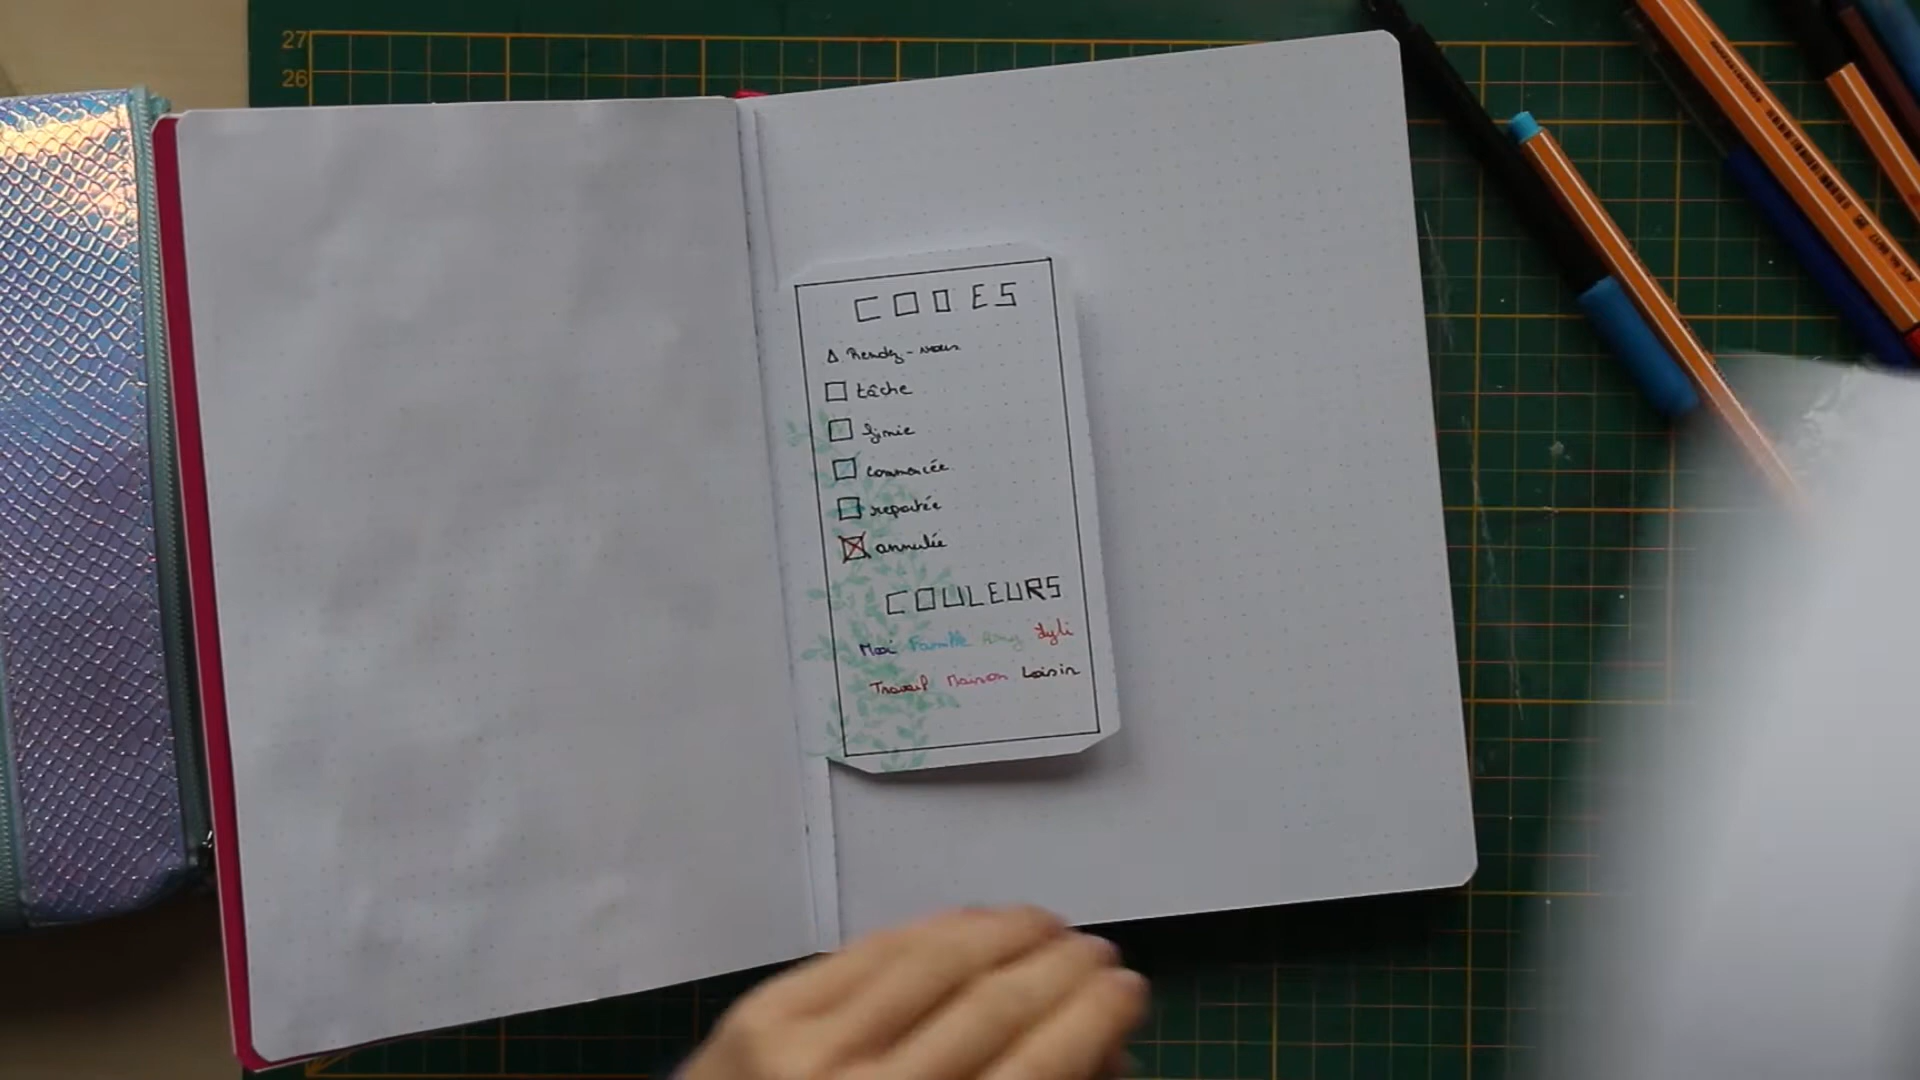 27
26
CODES
Δ Rendez-vous
tâche
finie
commencée
reportée
annulée
COULEURS
Moi Famille Amy Lyli
Travail Maison Loisir